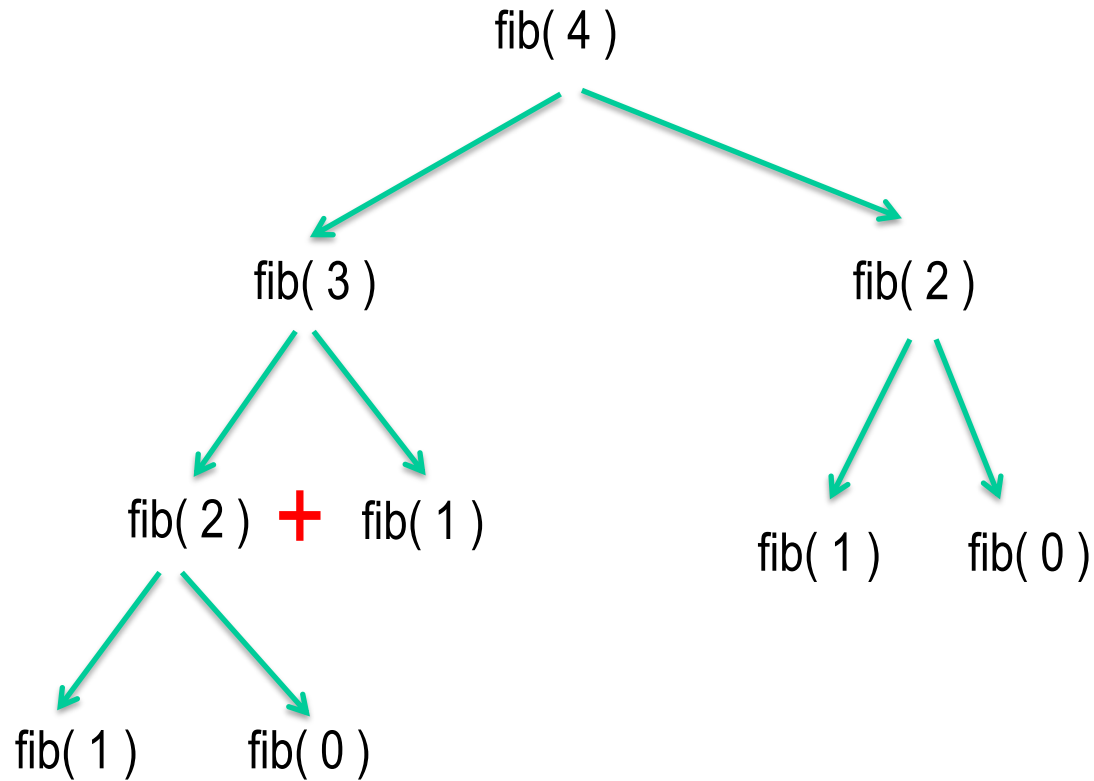 fib( 4 )
fib( 3 )
fib( 2 )
fib( 2 ) + fib( 1 )
fib( 1 )
fib( 0 )
fib( 1 )
fib( 0 )